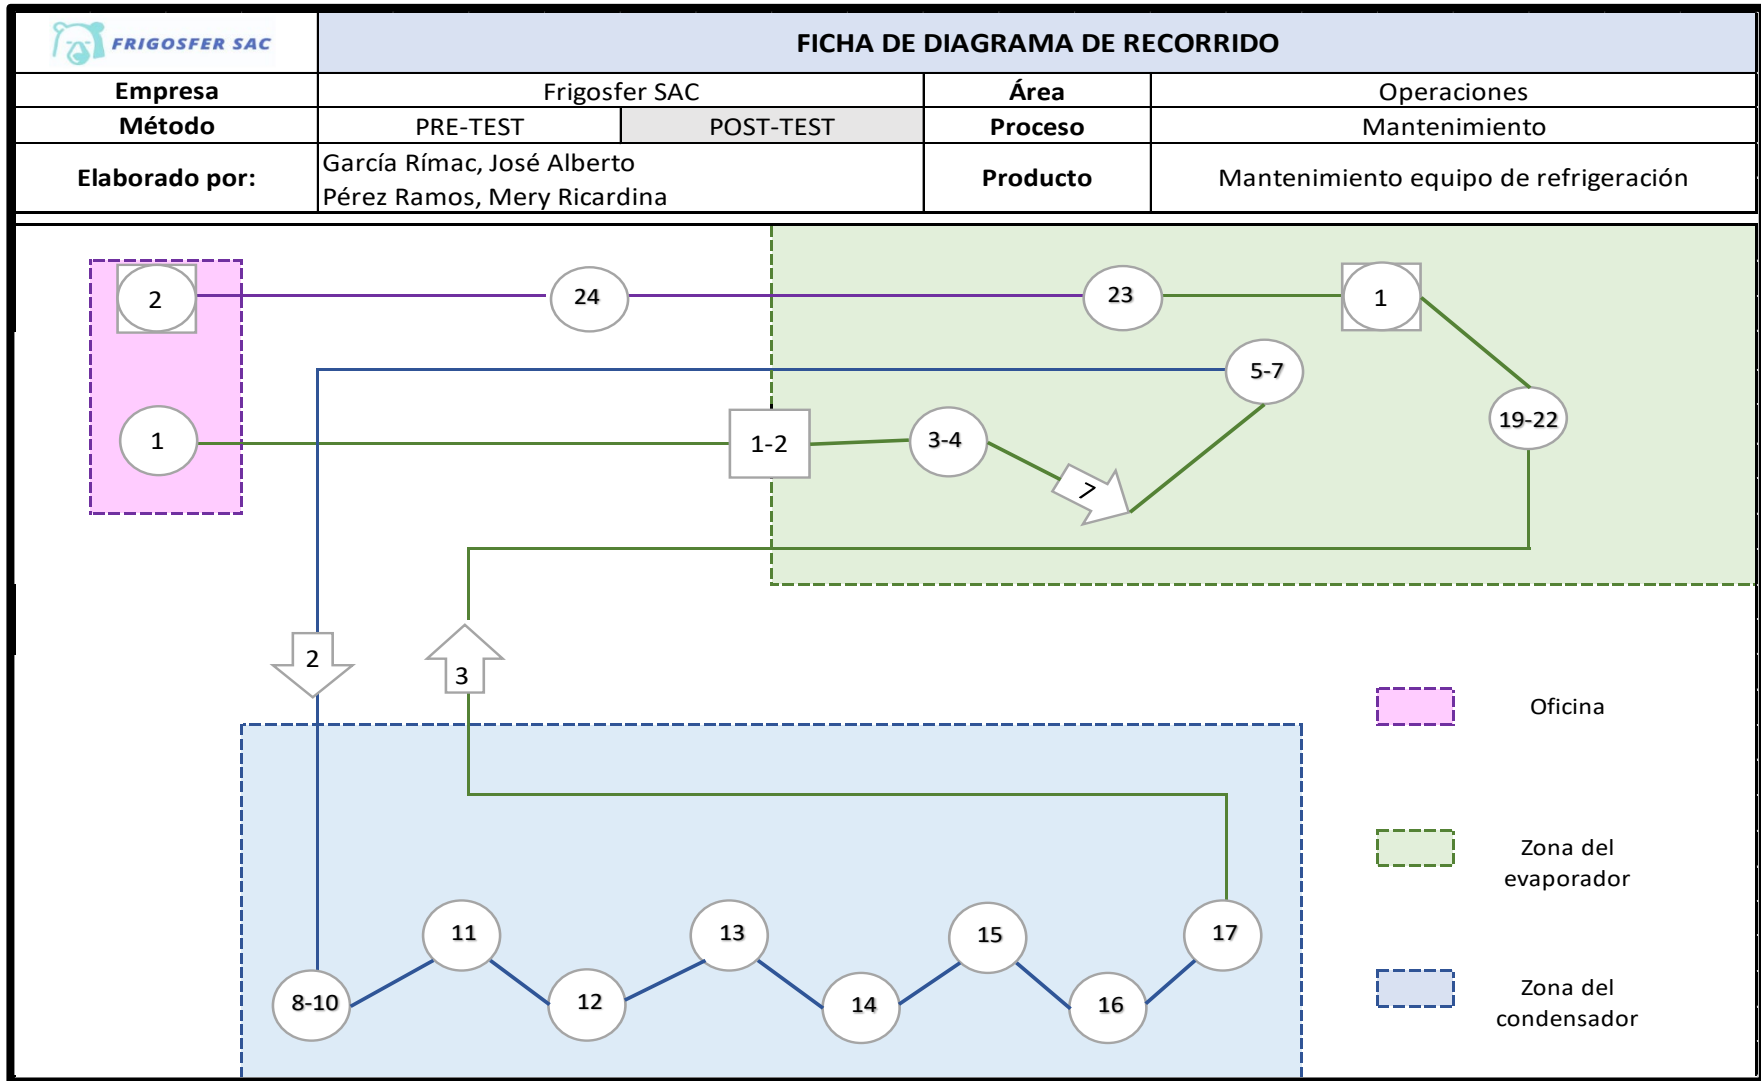 FRIGOSFER SAC
FICHA DE DIAGRAMA DE RECORRIDO
Empresa
Frigosfer SAC
Área
Operaciones
Método
PRE-TEST
POST-TEST
Proceso
Mantenimiento
Elaborado por:
García Rímac, José Alberto
Pérez Ramos, Mery Ricardina
Producto
Mantenimiento equipo de refrigeración
2
24
23
1
5-7
19-22
1
1-2
3-4
7
2
3
Oficina
Zona del
evaporador
11
13
15
17
8-10
12
14
16
Zona del
condensador